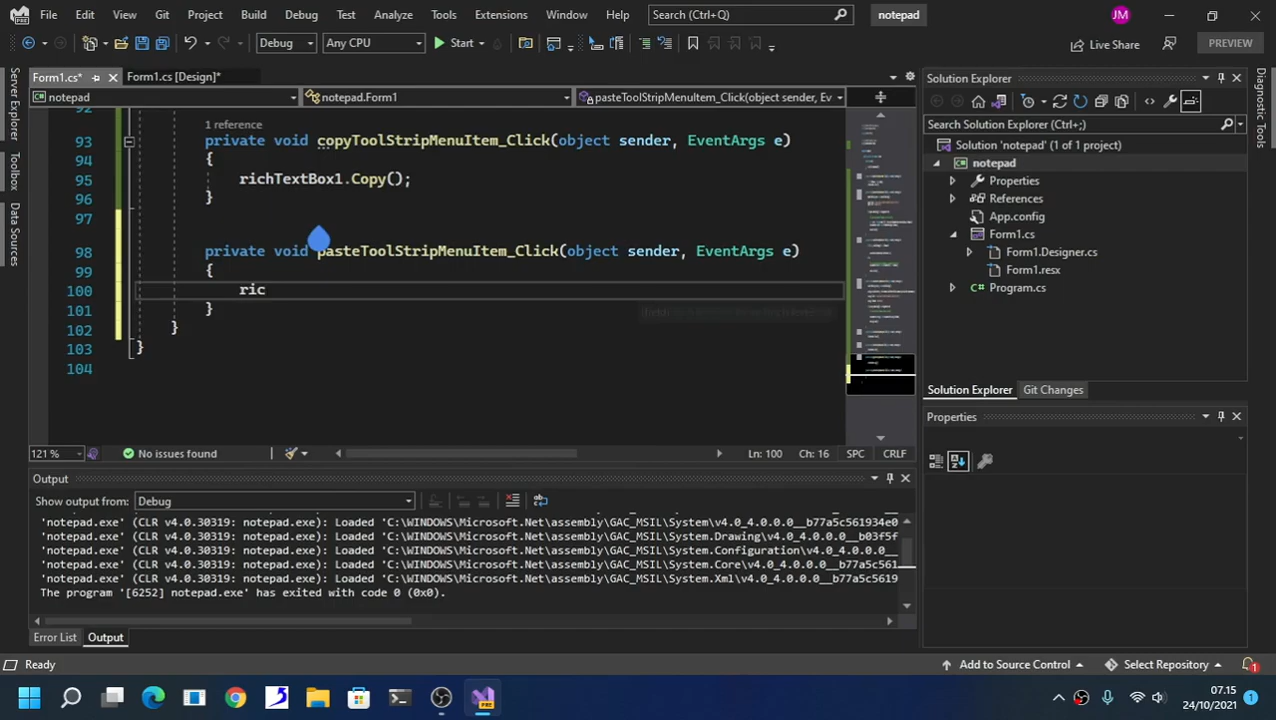 File Edit View Git Project Build Debug Test Analyze Tools Extensions Window Help Search (Ctrl+Q) notepad JM
Debug Any CPU Start Live Share PREVIEW
Form1.cs* Form1.cs [Design]*
notepad notepad.Form1 pasteToolStripMenuItem_Click(object sender, Ev
Server Explorer
Toolbox
Data Sources
92
1 reference
93 private void copyToolStripMenuItem_Click(object sender, EventArgs e)
94 {
95 richTextBox1.Copy();
96 }
97
98 private void pasteToolStripMenuItem_Click(object sender, EventArgs e)
99 {
100 ric
101 }
102
103 }
104
121 % No issues found Ln: 100 Ch: 16 SPC CRLF
Output
Show output from: Debug
'notepad.exe' (CLR v4.0.30319: notepad.exe): Loaded 'C:\WINDOWS\Microsoft.Net\assembly\GAC_MSIL\System\v4.0_4.0.0.0__b77a5c561934e0
'notepad.exe' (CLR v4.0.30319: notepad.exe): Loaded 'C:\WINDOWS\Microsoft.Net\assembly\GAC_MSIL\System.Drawing\v4.0_4.0.0.0__b03f5f
'notepad.exe' (CLR v4.0.30319: notepad.exe): Loaded 'C:\WINDOWS\Microsoft.Net\assembly\GAC_MSIL\System.Configuration\v4.0_4.0.0.0__
'notepad.exe' (CLR v4.0.30319: notepad.exe): Loaded 'C:\WINDOWS\Microsoft.Net\assembly\GAC_MSIL\System.Core\v4.0_4.0.0.0__b77a5c561
'notepad.exe' (CLR v4.0.30319: notepad.exe): Loaded 'C:\WINDOWS\Microsoft.Net\assembly\GAC_MSIL\System.Xml\v4.0_4.0.0.0__b77a5c5619
The program '[6252] notepad.exe' has exited with code 0 (0x0).
Error List Output
Solution Explorer
Search Solution Explorer (Ctrl+;)
Solution 'notepad' (1 of 1 project)
notepad
Properties
References
App.config
Form1.cs
Form1.Designer.cs
Form1.resx
Program.cs
Solution Explorer Git Changes
Properties
Diagnostic Tools
Ready Add to Source Control Select Repository 1
PRE
07.15
24/10/2021
1